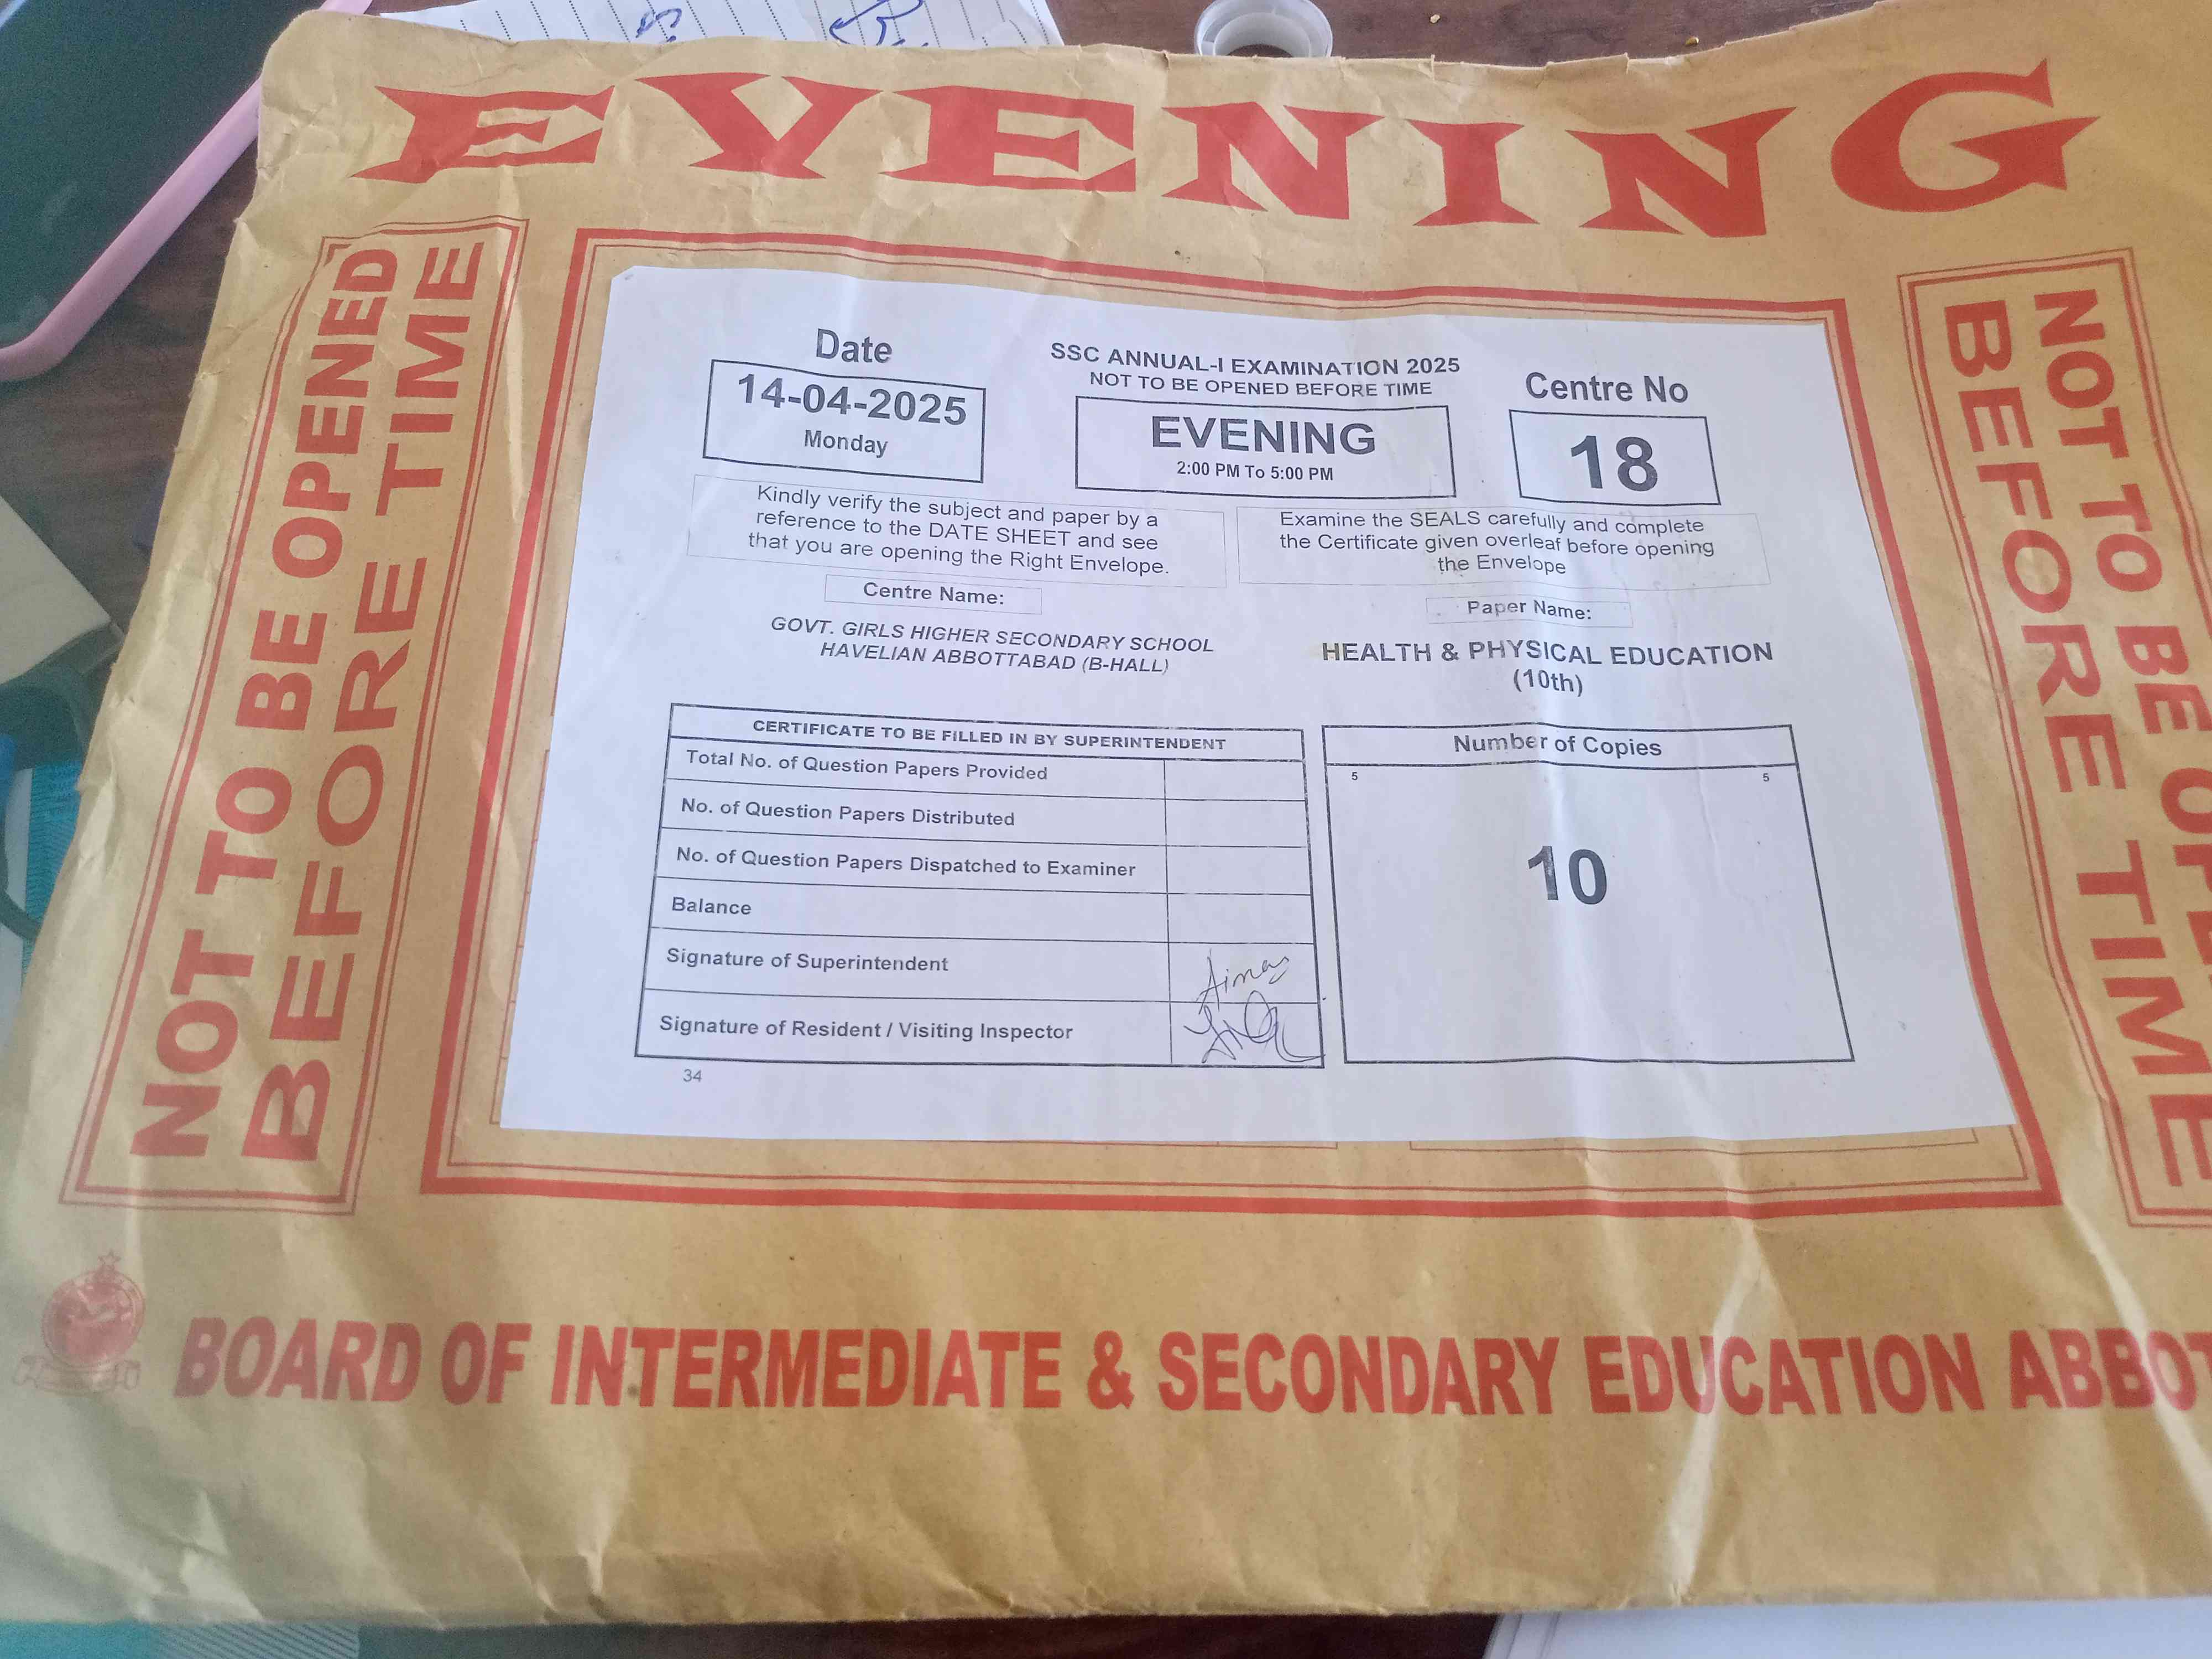 EVENING
NOT TO BE OPENED
BEFORE TIME
Date
14-04-2025
Monday
SSC ANNUAL-I EXAMINATION 2025
NOT TO BE OPENED BEFORE TIME
EVENING
2:00 PM To 5:00 PM
Centre No
18
Kindly verify the subject and paper by a
reference to the DATE SHEET and see
that you are opening the Right Envelope.
Examine the SEALS carefully and complete
the Certificate given overleaf before opening
the Envelope
Centre Name:
GOVT. GIRLS HIGHER SECONDARY SCHOOL
HAVELIAN ABBOTTABAD (B-HALL)
Paper Name:
HEALTH & PHYSICAL EDUCATION
(10th)
CERTIFICATE TO BE FILLED IN BY SUPERINTENDENT
Total No. of Question Papers Provided
No. of Question Papers Distributed
No. of Question Papers Dispatched to Examiner
Balance
Signature of Superintendent
Signature of Resident / Visiting Inspector
34
Number of Copies
5 5
10
NOT TO BE OPE
BEFORE TIME
BOARD OF INTERMEDIATE & SECONDARY EDUCATION ABBOT